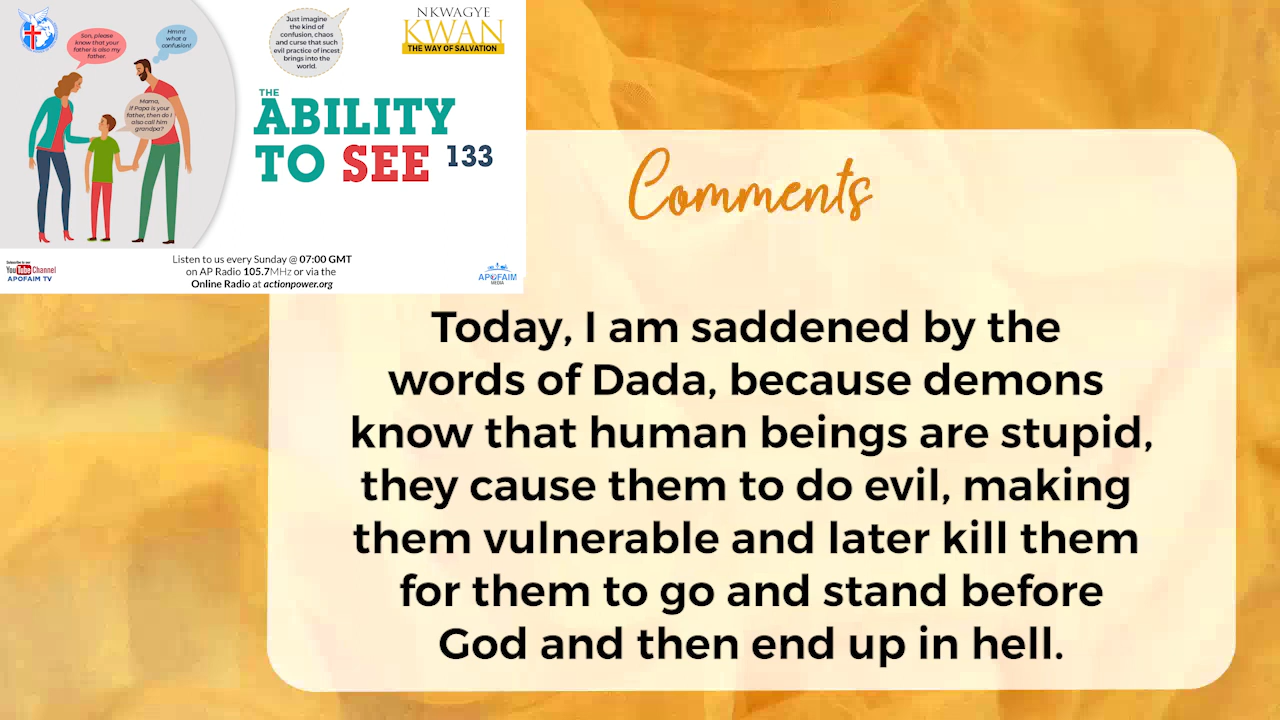 Son, please
know that your
father is also my
father.
Hmm!
what a
confusion!
Mama,
if Papa is your
father, then do I
also call him
grandpa?
Just imagine
the kind of
confusion, chaos
and curse that such
evil practice of incest
brings into the
world.
NKWAGYE
KWAN
THE WAY OF SALVATION
THE
ABILITY
TO SEE 133
Subscribe to our
YouTube Channel
APOFAIM TV
Listen to us every Sunday @ 07:00 GMT
on AP Radio 105.7MHz or via the
Online Radio at actionpower.org
APOFAIM
MEDIA
Comments
Today, I am saddened by the
words of Dada, because demons
know that human beings are stupid,
they cause them to do evil, making
them vulnerable and later kill them
for them to go and stand before
God and then end up in hell.